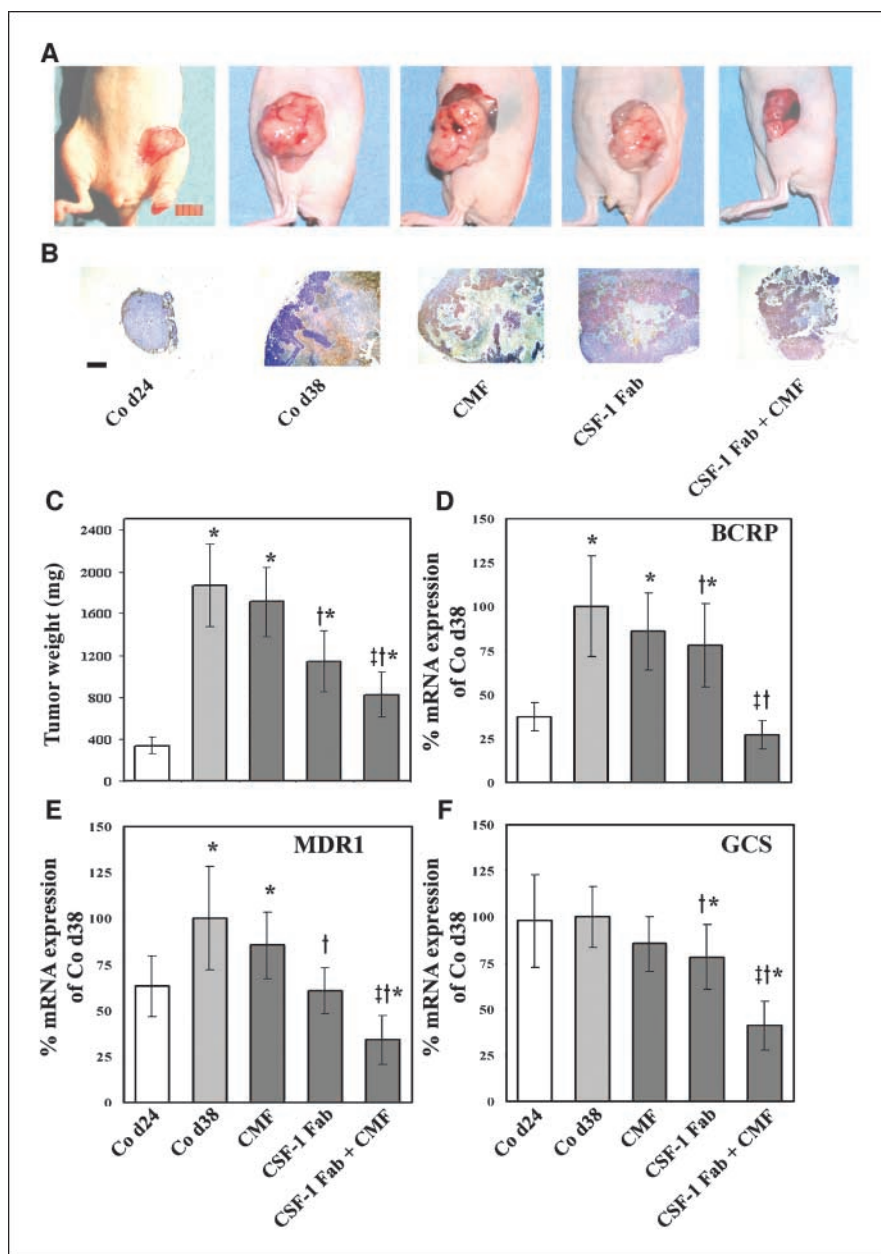 A
B
Co d24
Co d38
CMF
CSF-1 Fab
CSF-1 Fab + CMF
C
Tumor weight (mg)
2400
2000
1600
1200
800
400
0
*
*
†*
‡†*
D
BCRP
% mRNA expression
of Co d38
150
125
100
75
50
25
0
*
*
†*
‡†
E
MDR1
% mRNA expression
of Co d38
150
125
100
75
50
25
0
*
*
†
‡†*
Co d24
Co d38
CMF
CSF-1 Fab
CSF-1 Fab + CMF
F
GCS
% mRNA expression
of Co d38
150
125
100
75
50
25
0
†*
‡†*
Co d24
Co d38
CMF
CSF-1 Fab
CSF-1 Fab + CMF